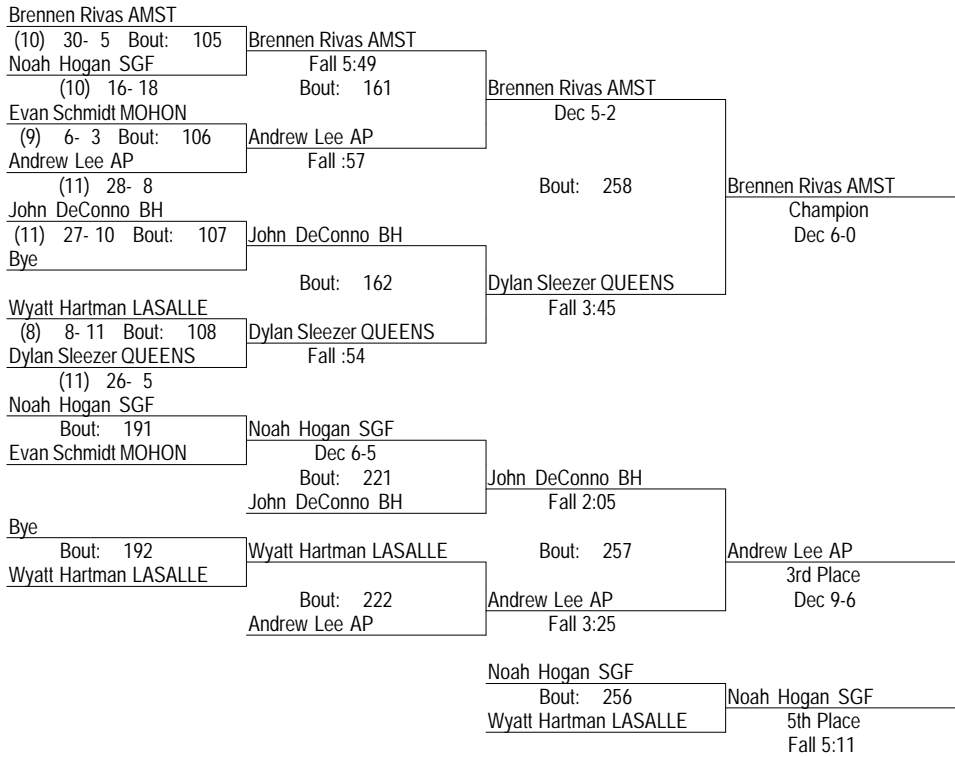 Brennen Rivas AMST
(10) 30- 5 Bout: 105 Brennen Rivas AMST
Noah Hogan SGF Fall 5:49
(10) 16- 18 Bout: 161 Brennen Rivas AMST
Evan Schmidt MOHON Dec 5-2
(9) 6- 3 Bout: 106 Andrew Lee AP
Andrew Lee AP Fall :57
(11) 28- 8 Bout: 258 Brennen Rivas AMST
John DeConno BH Champion
(11) 27- 10 Bout: 107 John DeConno BH Dec 6-0
Bye
Bout: 162 Dylan Sleezer QUEENS
Wyatt Hartman LASALLE Fall 3:45
(8) 8- 11 Bout: 108 Dylan Sleezer QUEENS
Dylan Sleezer QUEENS Fall :54
(11) 26- 5
Noah Hogan SGF
Bout: 191 Noah Hogan SGF
Evan Schmidt MOHON Dec 6-5
Bout: 221 John DeConno BH
John DeConno BH Fall 2:05
Bye
Bout: 192 Wyatt Hartman LASALLE Bout: 257 Andrew Lee AP
Wyatt Hartman LASALLE 3rd Place
Bout: 222 Andrew Lee AP Dec 9-6
Andrew Lee AP Fall 3:25
Noah Hogan SGF
Bout: 256 Noah Hogan SGF
Wyatt Hartman LASALLE 5th Place
Fall 5:11